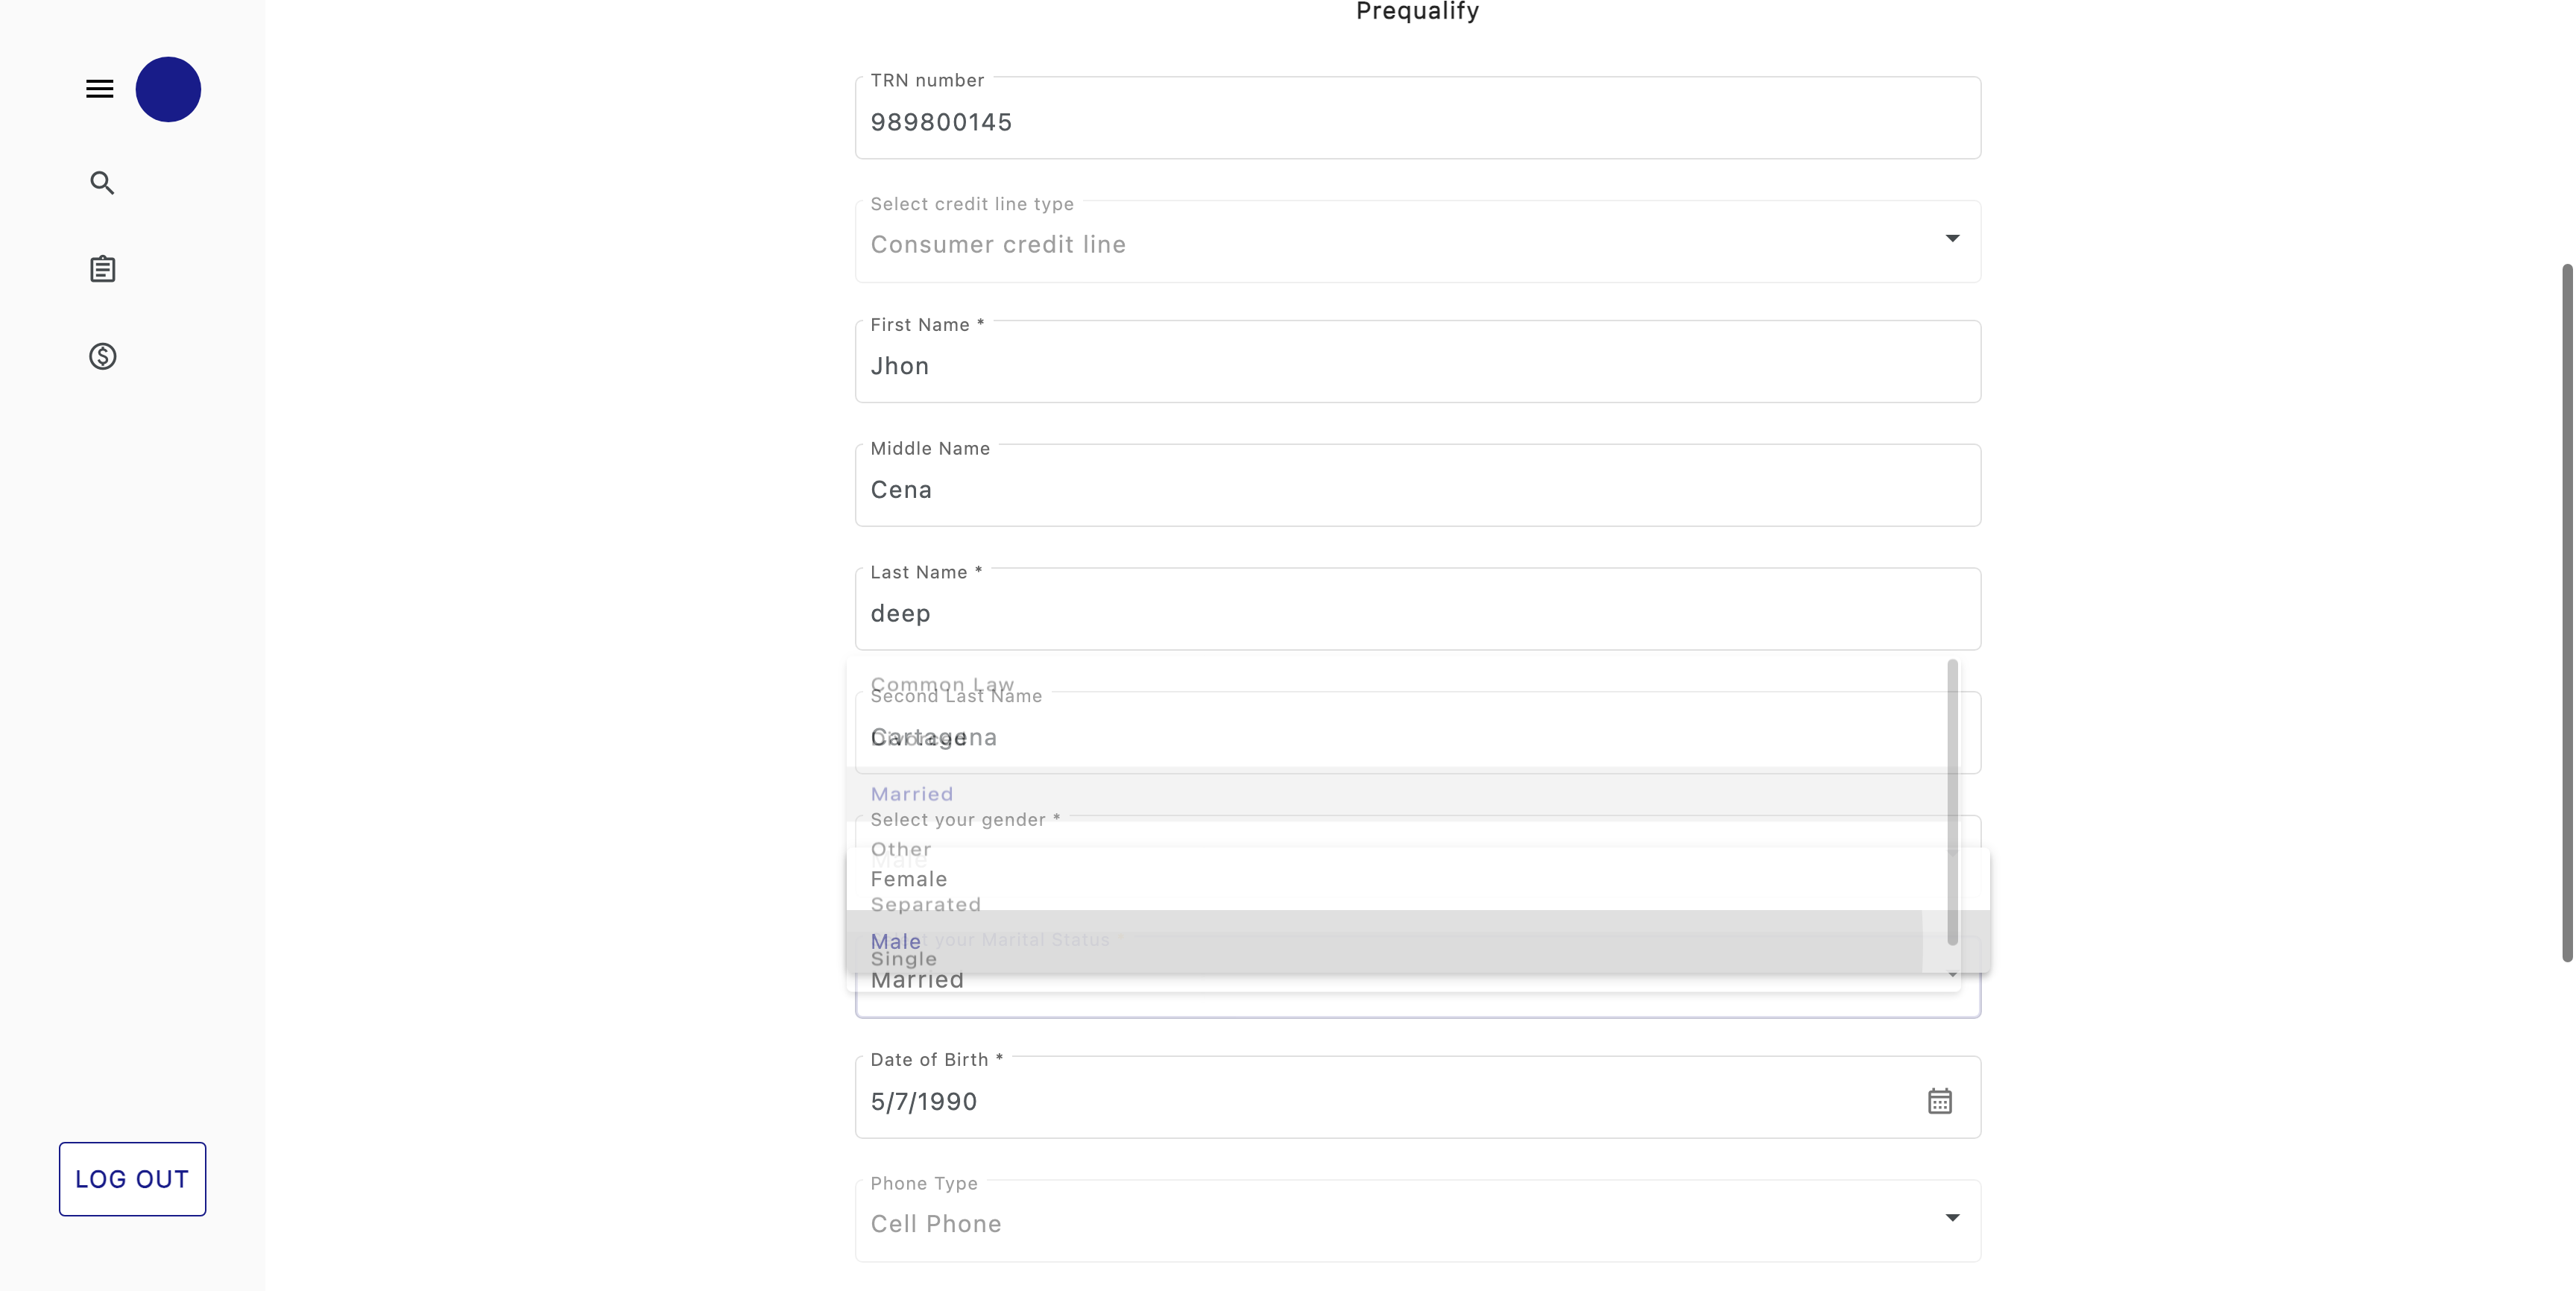 Prequalify
TRN number
989800145
Select credit line type
Consumer credit line
First Name *
Jhon
Middle Name
Cena
Last Name *
deep
Common Law
Second Last Name
Cartagena
Divorced
Married
Select your gender *
Other
Male
Female
Separated
Select your Marital Status *
Male
Single
Married
Date of Birth *
5/7/1990
Phone Type
Cell Phone
LOG OUT